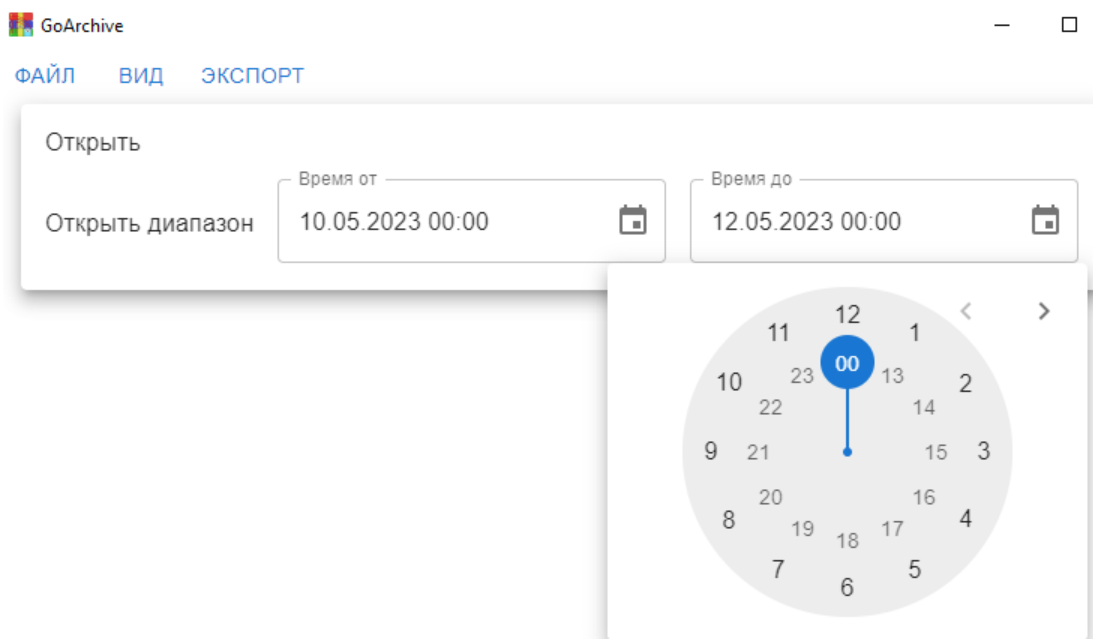 GoArchive
ФАЙЛ ВИД ЭКСПОРТ
Открыть
Время от Время до
Открыть диапазон 10.05.2023 00:00 12.05.2023 00:00
12
11 1
00
23 13
10 2
22 14
9 21 15 3
20 16
8 4
19 17
18
7 5
6